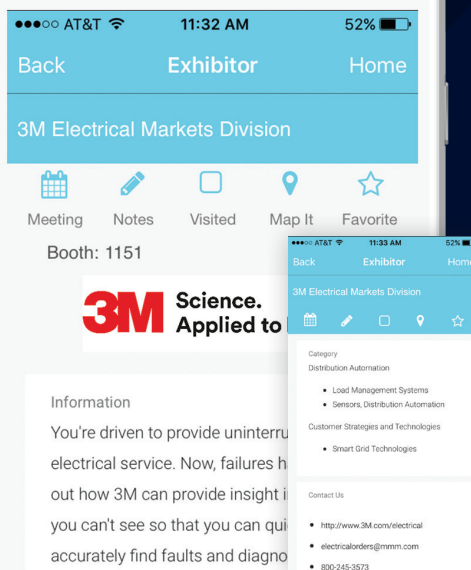 AT&T 11:32 AM 52%
Back Exhibitor Home
3M Electrical Markets Division
Meeting Notes Visited Map It Favorite
Booth: 1151
3M Science.
Applied to
Information
You're driven to provide
electrical service. Now, failures
out how 3M can provide insight
you can't see so that you can
accurately find faults and
AT&T 11:33 AM 52%
Back Exhibitor Home
3M Electrical Markets Division
Category
Distribution Automation
• Load Management Systems
• Sensors, Distribution Automation
Customer Strategies and Technologies
• Smart Grid Technologies
Contact Us
• http://www.3M.com/electrical
• electricalorders@mmm.com
• 800-245-3573